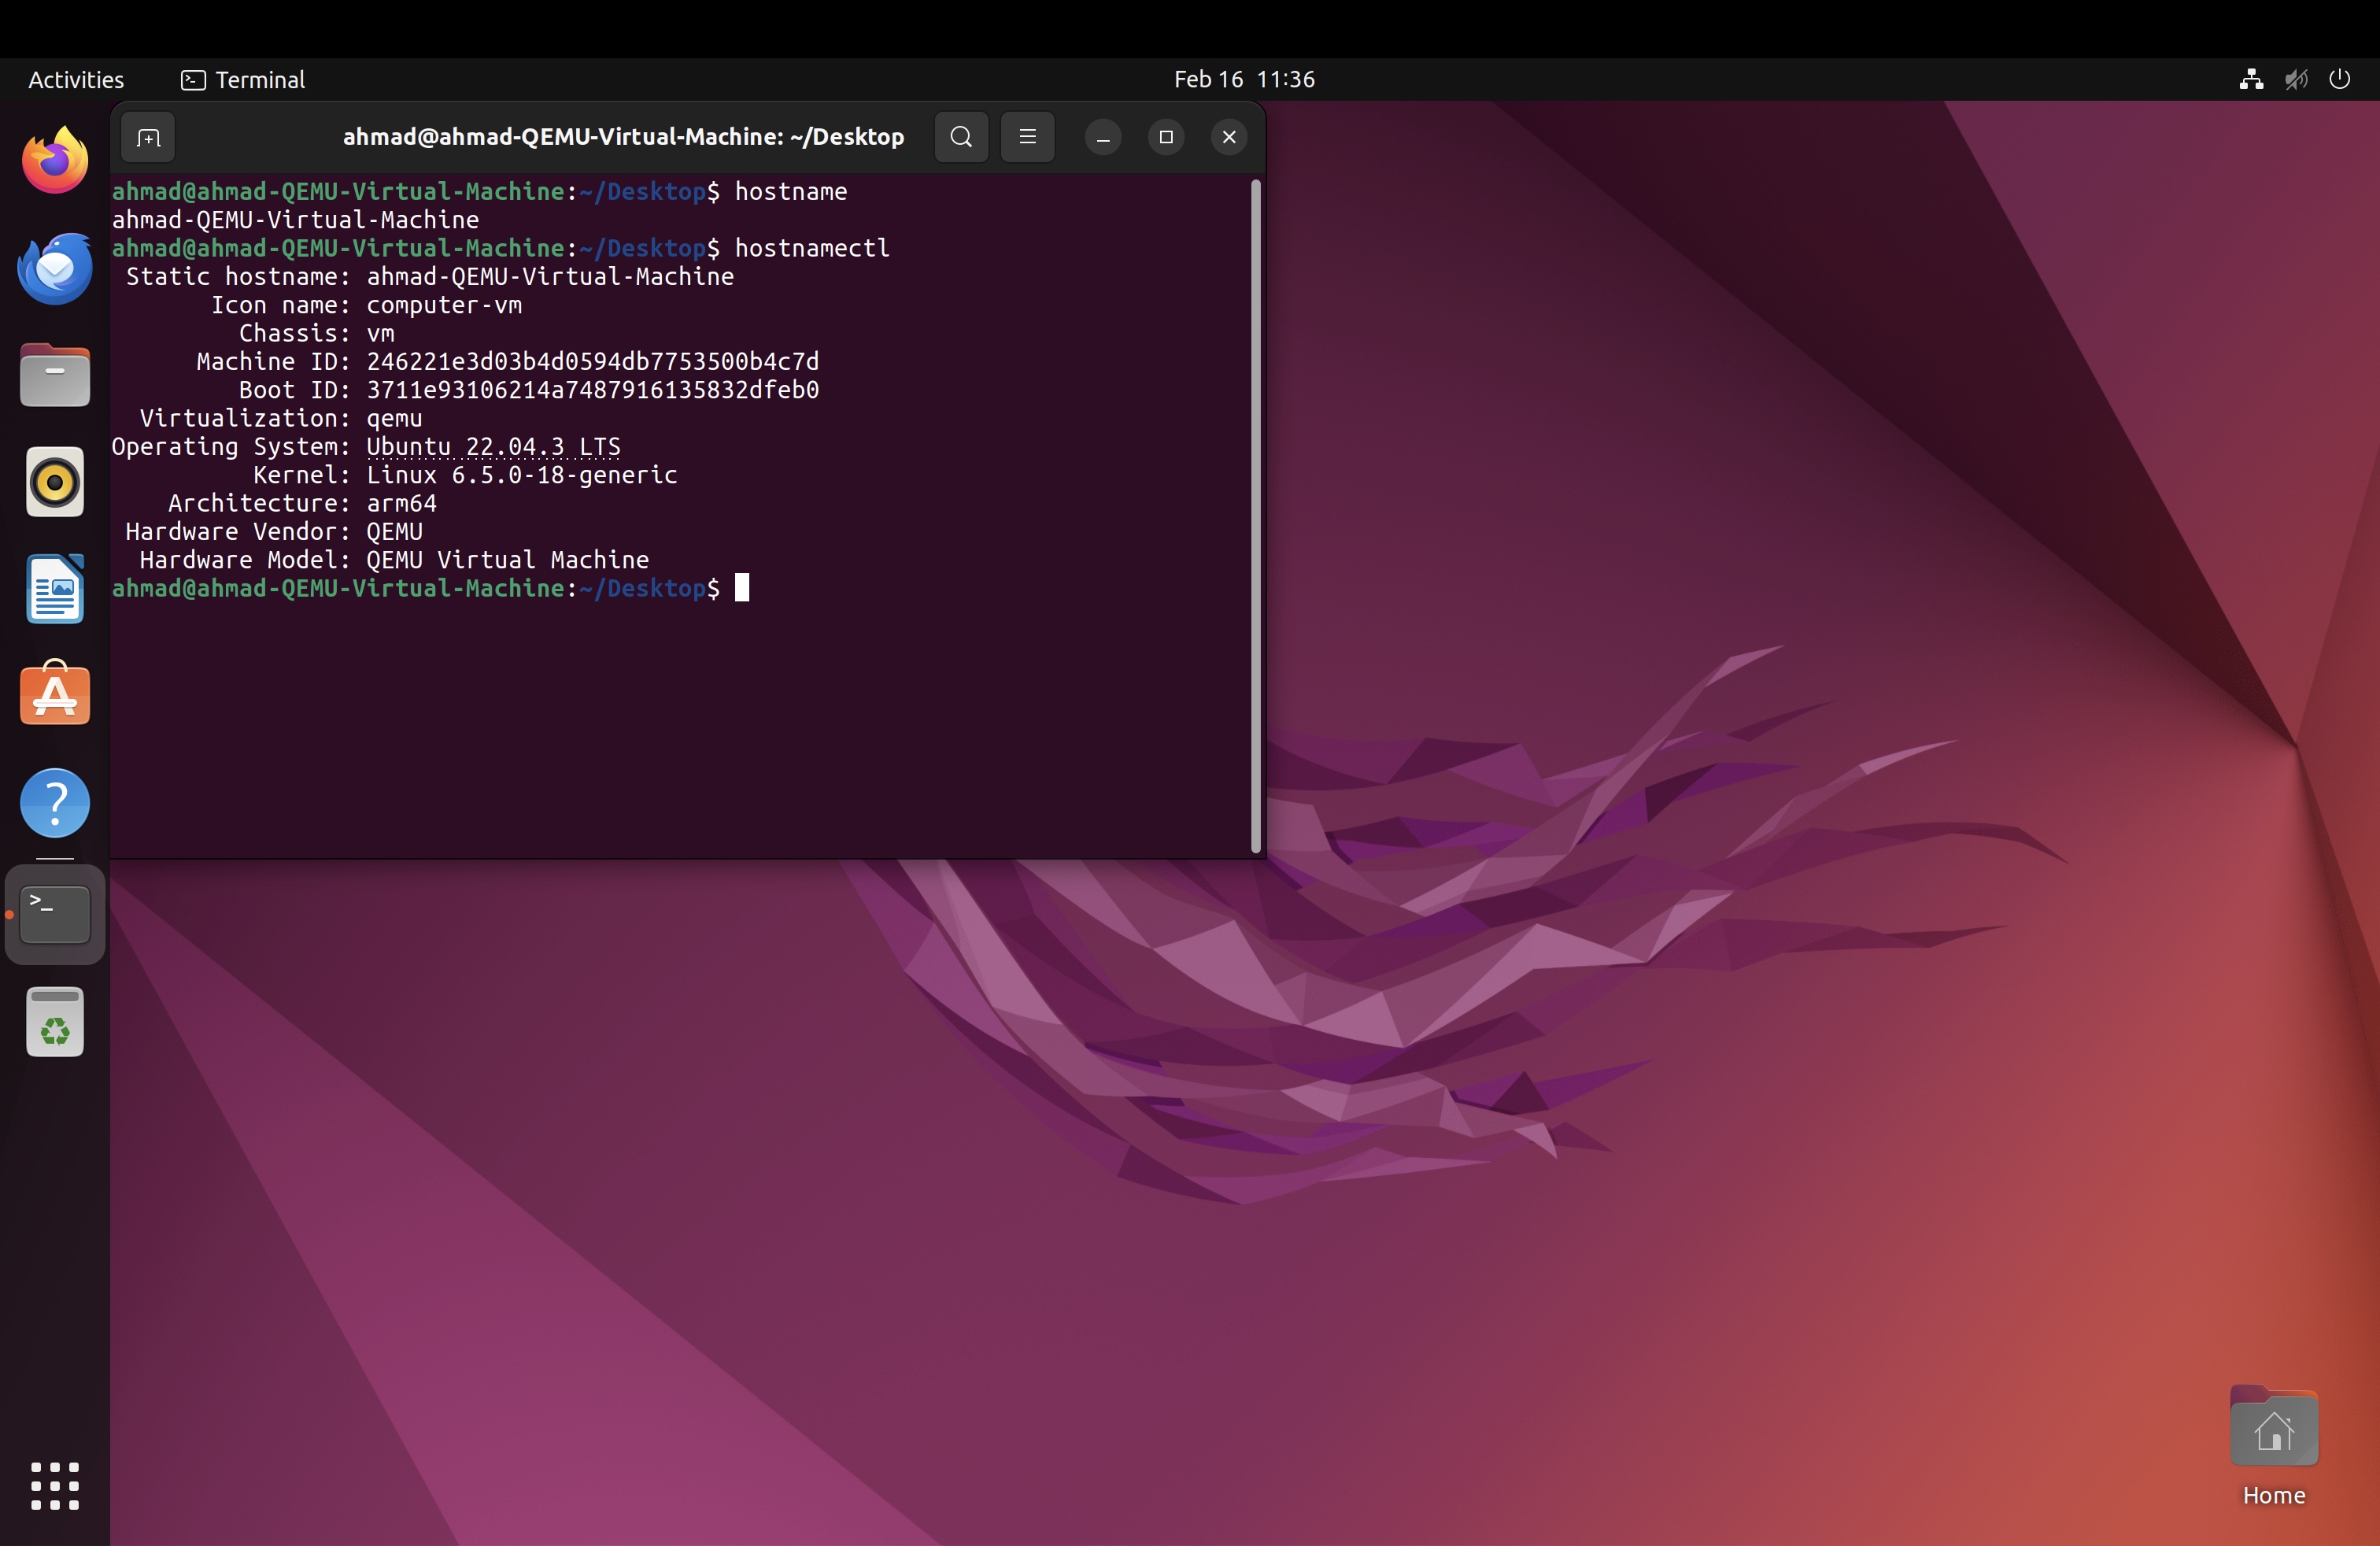 Activities Terminal Feb 16 11:36
ahmad@ahmad-QEMU-Virtual-Machine: ~/Desktop
ahmad@ahmad-QEMU-Virtual-Machine:~/Desktop$ hostname
ahmad-QEMU-Virtual-Machine
ahmad@ahmad-QEMU-Virtual-Machine:~/Desktop$ hostnamectl
Static hostname: ahmad-QEMU-Virtual-Machine
Icon name: computer-vm
Chassis: vm
Machine ID: 246221e3d03b4d0594db7753500b4c7d
Boot ID: 3711e93106214a7487916135832dfeb0
Virtualization: qemu
Operating System: Ubuntu 22.04.3 LTS
Kernel: Linux 6.5.0-18-generic
Architecture: arm64
Hardware Vendor: QEMU
Hardware Model: QEMU Virtual Machine
ahmad@ahmad-QEMU-Virtual-Machine:~/Desktop$
Home